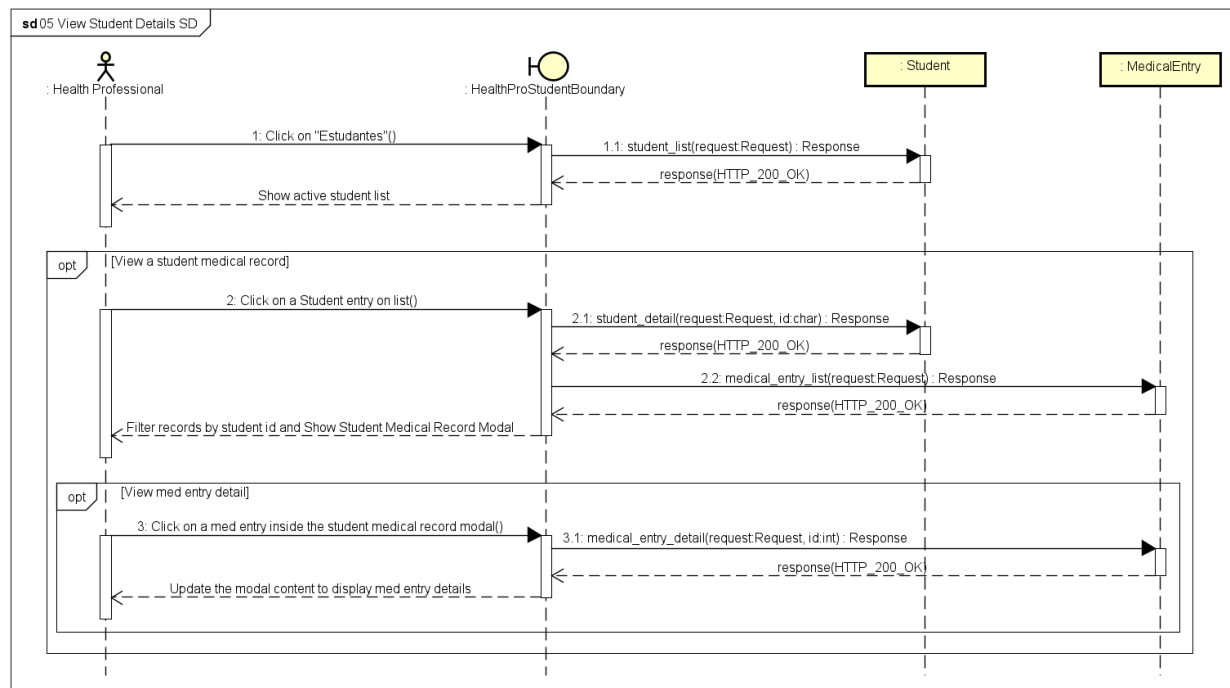 sd 05 View Student Details SD
: Health Professional
: HealthProStudentBoundary
: Student
: MedicalEntry
1: Click on "Estudantes"()
1.1: student_list(request:Request) : Response
response(HTTP_200_OK)
Show active student list
opt
[View a student medical record]
2: Click on a Student entry on list()
2.1: student_detail(request:Request, id:char) : Response
response(HTTP_200_OK)
2.2: medical_entry_list(request:Request) : Response
response(HTTP_200_OK)
Filter records by student id and Show Student Medical Record Modal
opt
[View med entry detail]
3: Click on a med entry inside the student medical record modal()
3.1: medical_entry_detail(request:Request, id:int) : Response
response(HTTP_200_OK)
Update the modal content to display med entry details